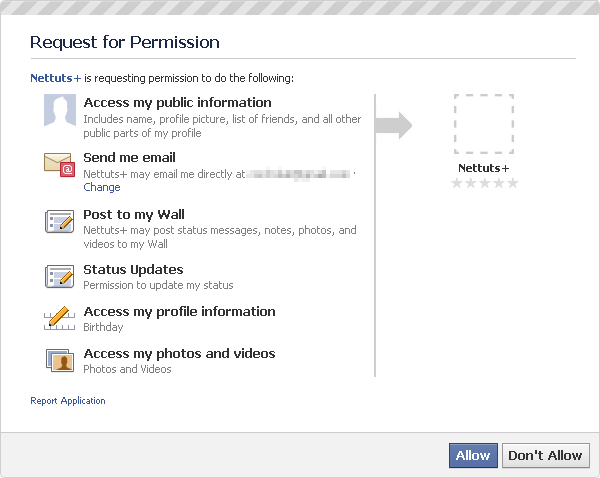 Request for Permission
Nettuts+ is requesting permission to do the following:
Access my public information
Includes name, profile picture, list of friends, and all other
public parts of my profile
Send me email
Nettuts+ may email me directly at
Change
Post to my Wall
Nettuts+ may post status messages, notes, photos, and
videos to my Wall
Status Updates
Permission to update my status
Access my profile information
Birthday
Access my photos and videos
Photos and Videos
Nettuts+
Report Application
Allow
Don't Allow